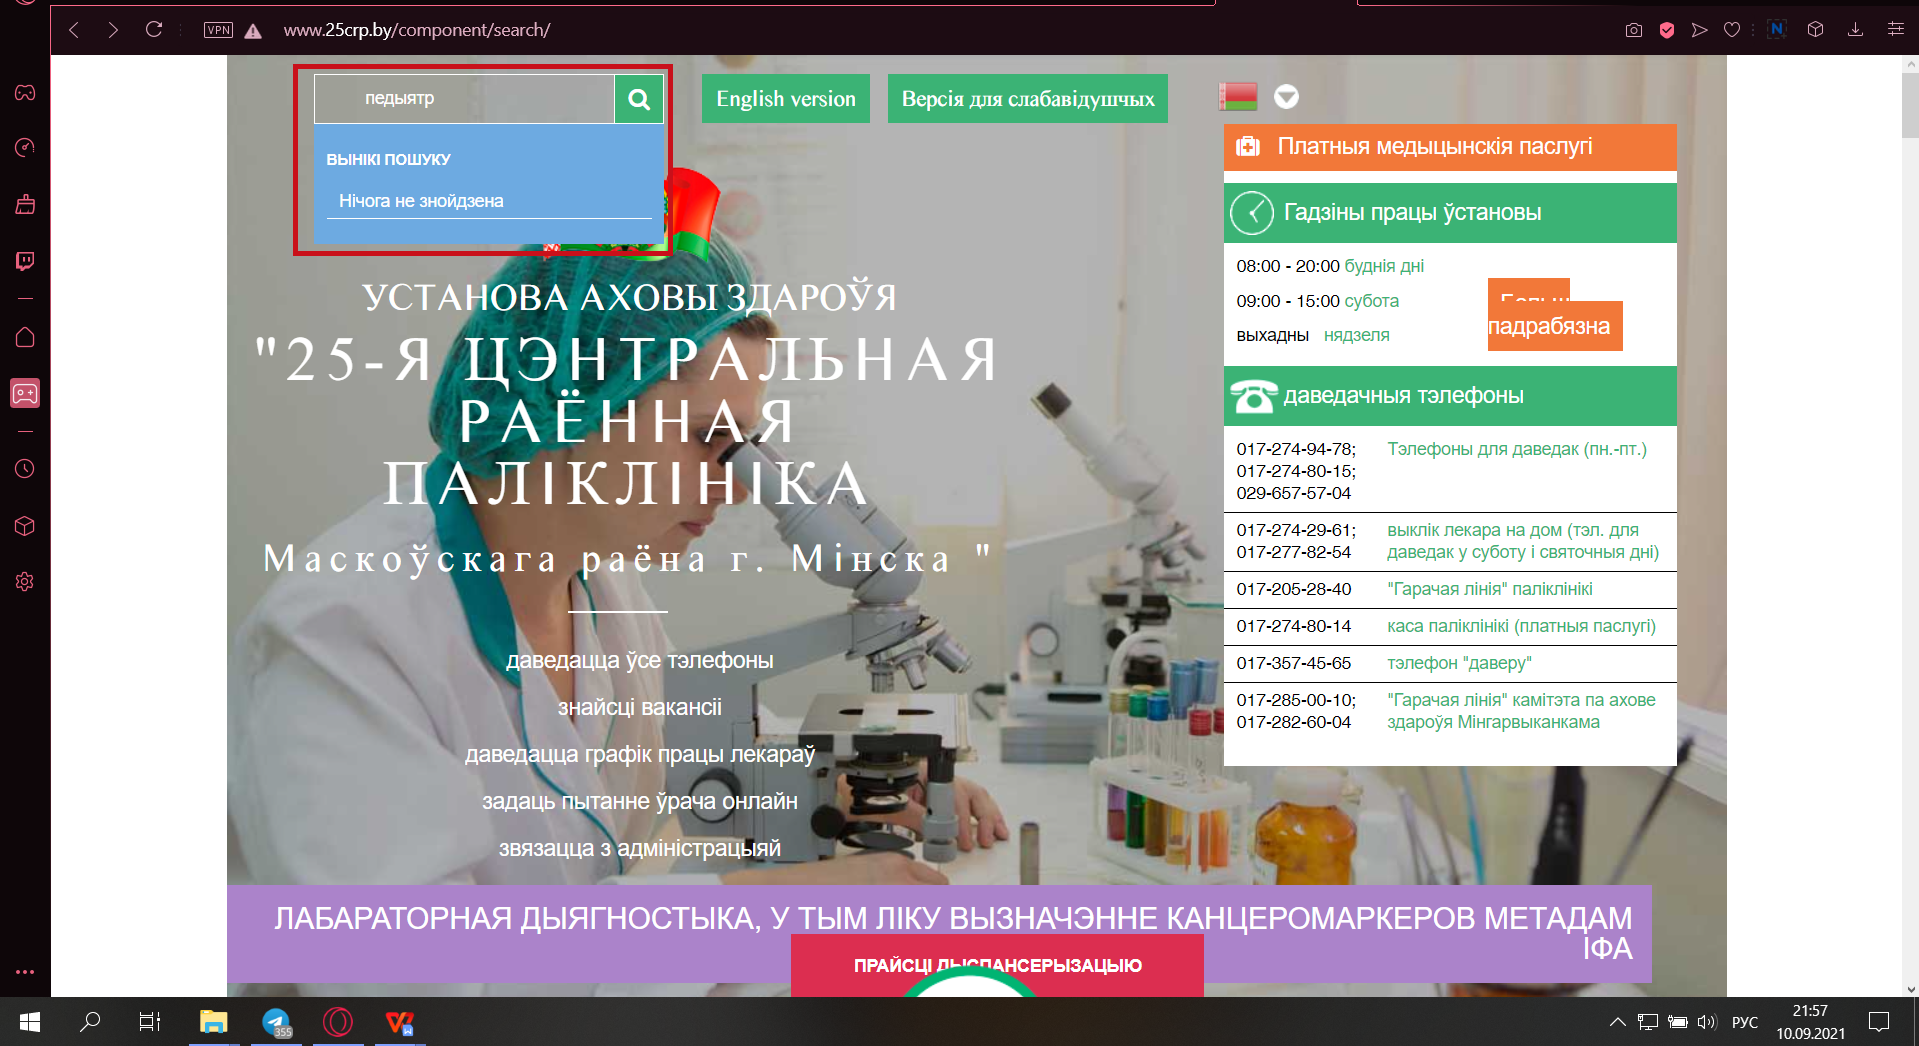 VPN
www.25crp.by/component/search/
педыятр
English version
Версія для слабавідушчых
ВЫНІКІ ПОШУКУ
Нічога не знойдзена
УСТАНОВА АХОВЫ ЗДАРОЎЯ
"25-Я ЦЭНТРАЛЬНАЯ
РАЁННАЯ
ПАЛІКЛІНІКА
Маскоўскага раёна г. Мінска "
даведацца ўсе тэлефоны
знайсці вакансіі
даведацца графік працы лекараў
задаць пытанне ўрача онлайн
звязацца з адміністрацыяй
Платныя медыцынскія паслугі
Гадзіны працы ўстановы
08:00 - 20:00 буднія дні
09:00 - 15:00 субота
выхадны нядзеля
Больш
падрабязна
даведачныя тэлефоны
017-274-94-78; Тэлефоны для даведак (пн.-пт.)
017-274-80-15;
029-657-57-04
017-274-29-61; выклік лекара на дом (тэл. для
017-277-82-54 даведак у суботу і святочныя дні)
017-205-28-40 "Гарачая лінія" паліклінікі
017-274-80-14 каса паліклінікі (платныя паслугі)
017-357-45-65 тэлефон "даверу"
017-285-00-10; "Гарачая лінія" камітэта па ахове
017-282-60-04 здароўя Мінгарвыканкама
ЛАБАРАТОРНАЯ ДЫЯГНОСТЫКА, У ТЫМ ЛІКУ ВЫЗНАЧЭННЕ КАНЦЕРОМАРКЕРОВ МЕТАДАМ
ІФА
ПРАЙСЦІ ДЫСПАНСЕРЫЗАЦЫЮ
355
РУС
21:57
10.09.2021